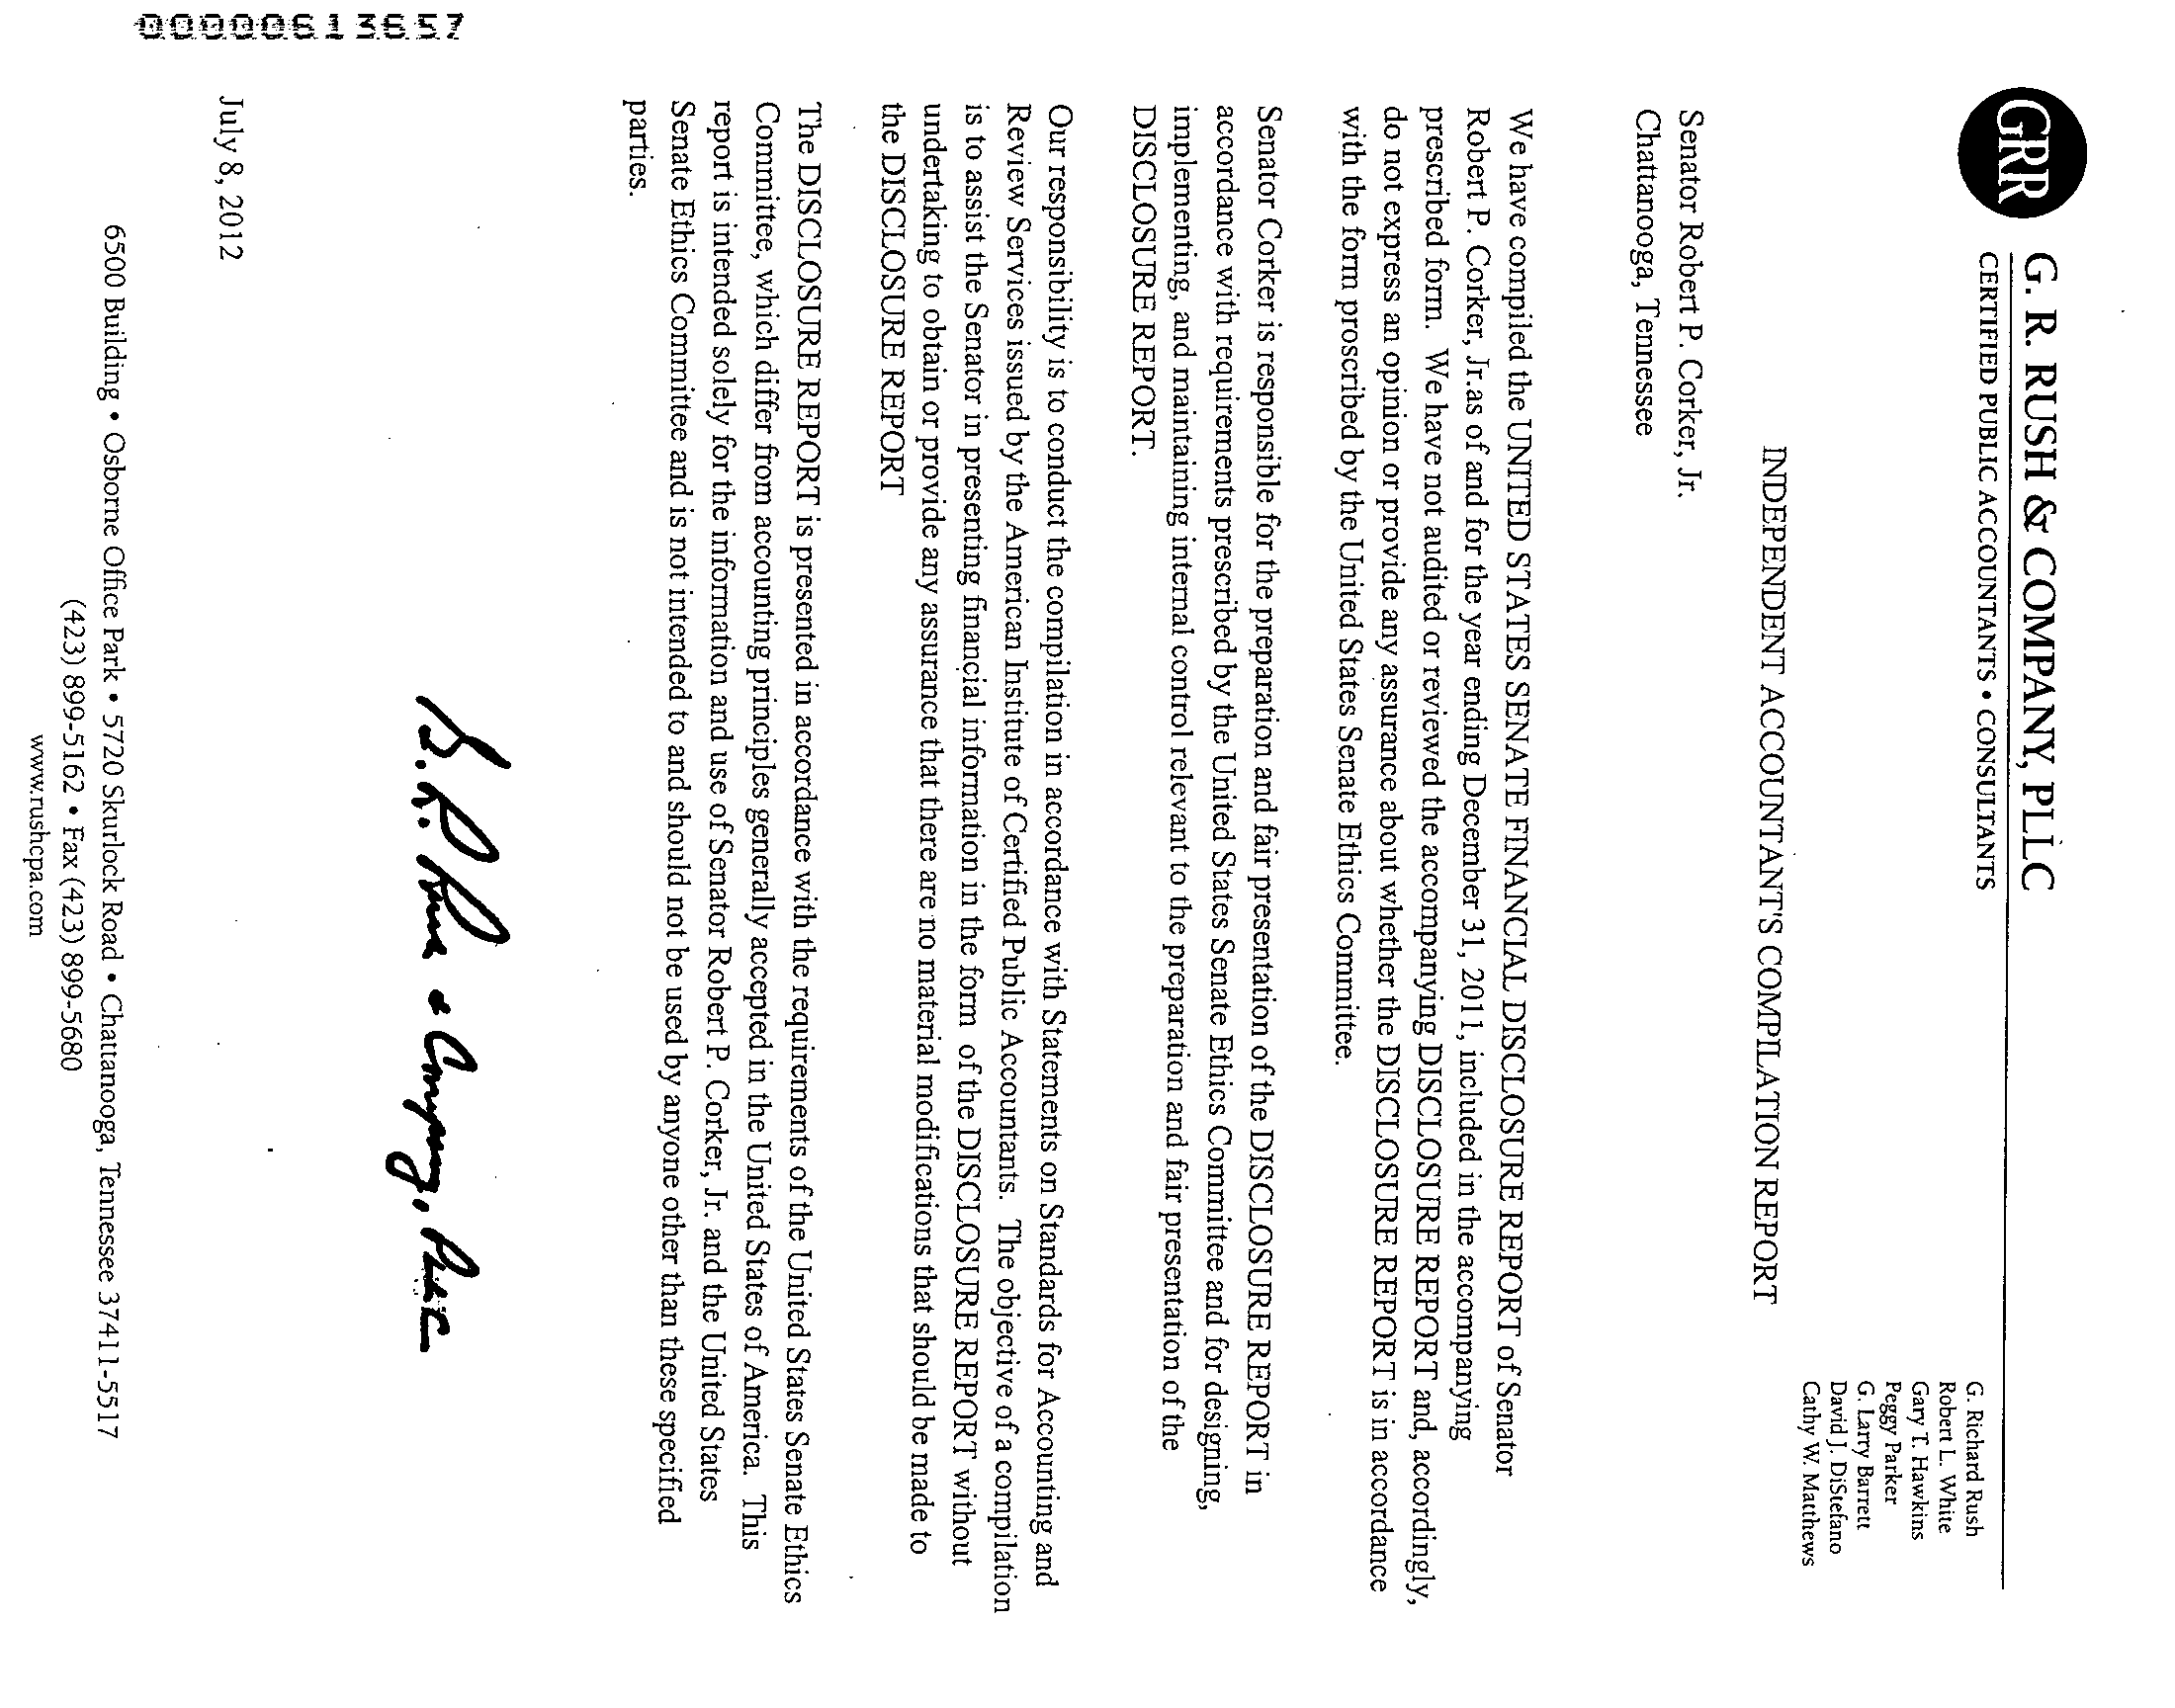 GRR
G. R. RUSH & COMPANY, PLLC
CERTIFIED PUBLIC ACCOUNTANTS • CONSULTANTS
G. Richard Rush
Robert L. White
Gary T. Hawkins
Peggy Parker
G. Larry Barrett
David J. DiStefano
Cathy W. Matthews
INDEPENDENT ACCOUNTANT'S COMPILATION REPORT
Senator Robert P. Corker, Jr.
Chattanooga, Tennessee
We have compiled the UNITED STATES SENATE FINANCIAL DISCLOSURE REPORT of Senator
Robert P. Corker, Jr.as of and for the year ending December 31, 2011, included in the accompanying
prescribed form. We have not audited or reviewed the accompanying DISCLOSURE REPORT and, accordingly,
do not express an opinion or provide any assurance about whether the DISCLOSURE REPORT is in accordance
with the form proscribed by the United States Senate Ethics Committee.
Senator Corker is responsible for the preparation and fair presentation of the DISCLOSURE REPORT in
accordance with requirements prescribed by the United States Senate Ethics Committee and for designing,
implementing, and maintaining internal control relevant to the preparation and fair presentation of the
DISCLOSURE REPORT.
Our responsibility is to conduct the compilation in accordance with Statements on Standards for Accounting and
Review Services issued by the American Institute of Certified Public Accountants. The objective of a compilation
is to assist the Senator in presenting financial information in the form of the DISCLOSURE REPORT without
undertaking to obtain or provide any assurance that there are no material modifications that should be made to
the DISCLOSURE REPORT
The DISCLOSURE REPORT is presented in accordance with the requirements of the United States Senate Ethics
Committee, which differ from accounting principles generally accepted in the United States of America. This
report is intended solely for the information and use of Senator Robert P. Corker, Jr. and the United States
Senate Ethics Committee and is not intended to and should not be used by anyone other than these specified
parties.
G. R. Rush & Company, PLLC
July 8, 2012
6500 Building • Osborne Office Park • 5720 Skurlock Road • Chattanooga, Tennessee 37411-5517
(423) 899-5162 • Fax (423) 899-5680
www.rushcpa.com
00000613657